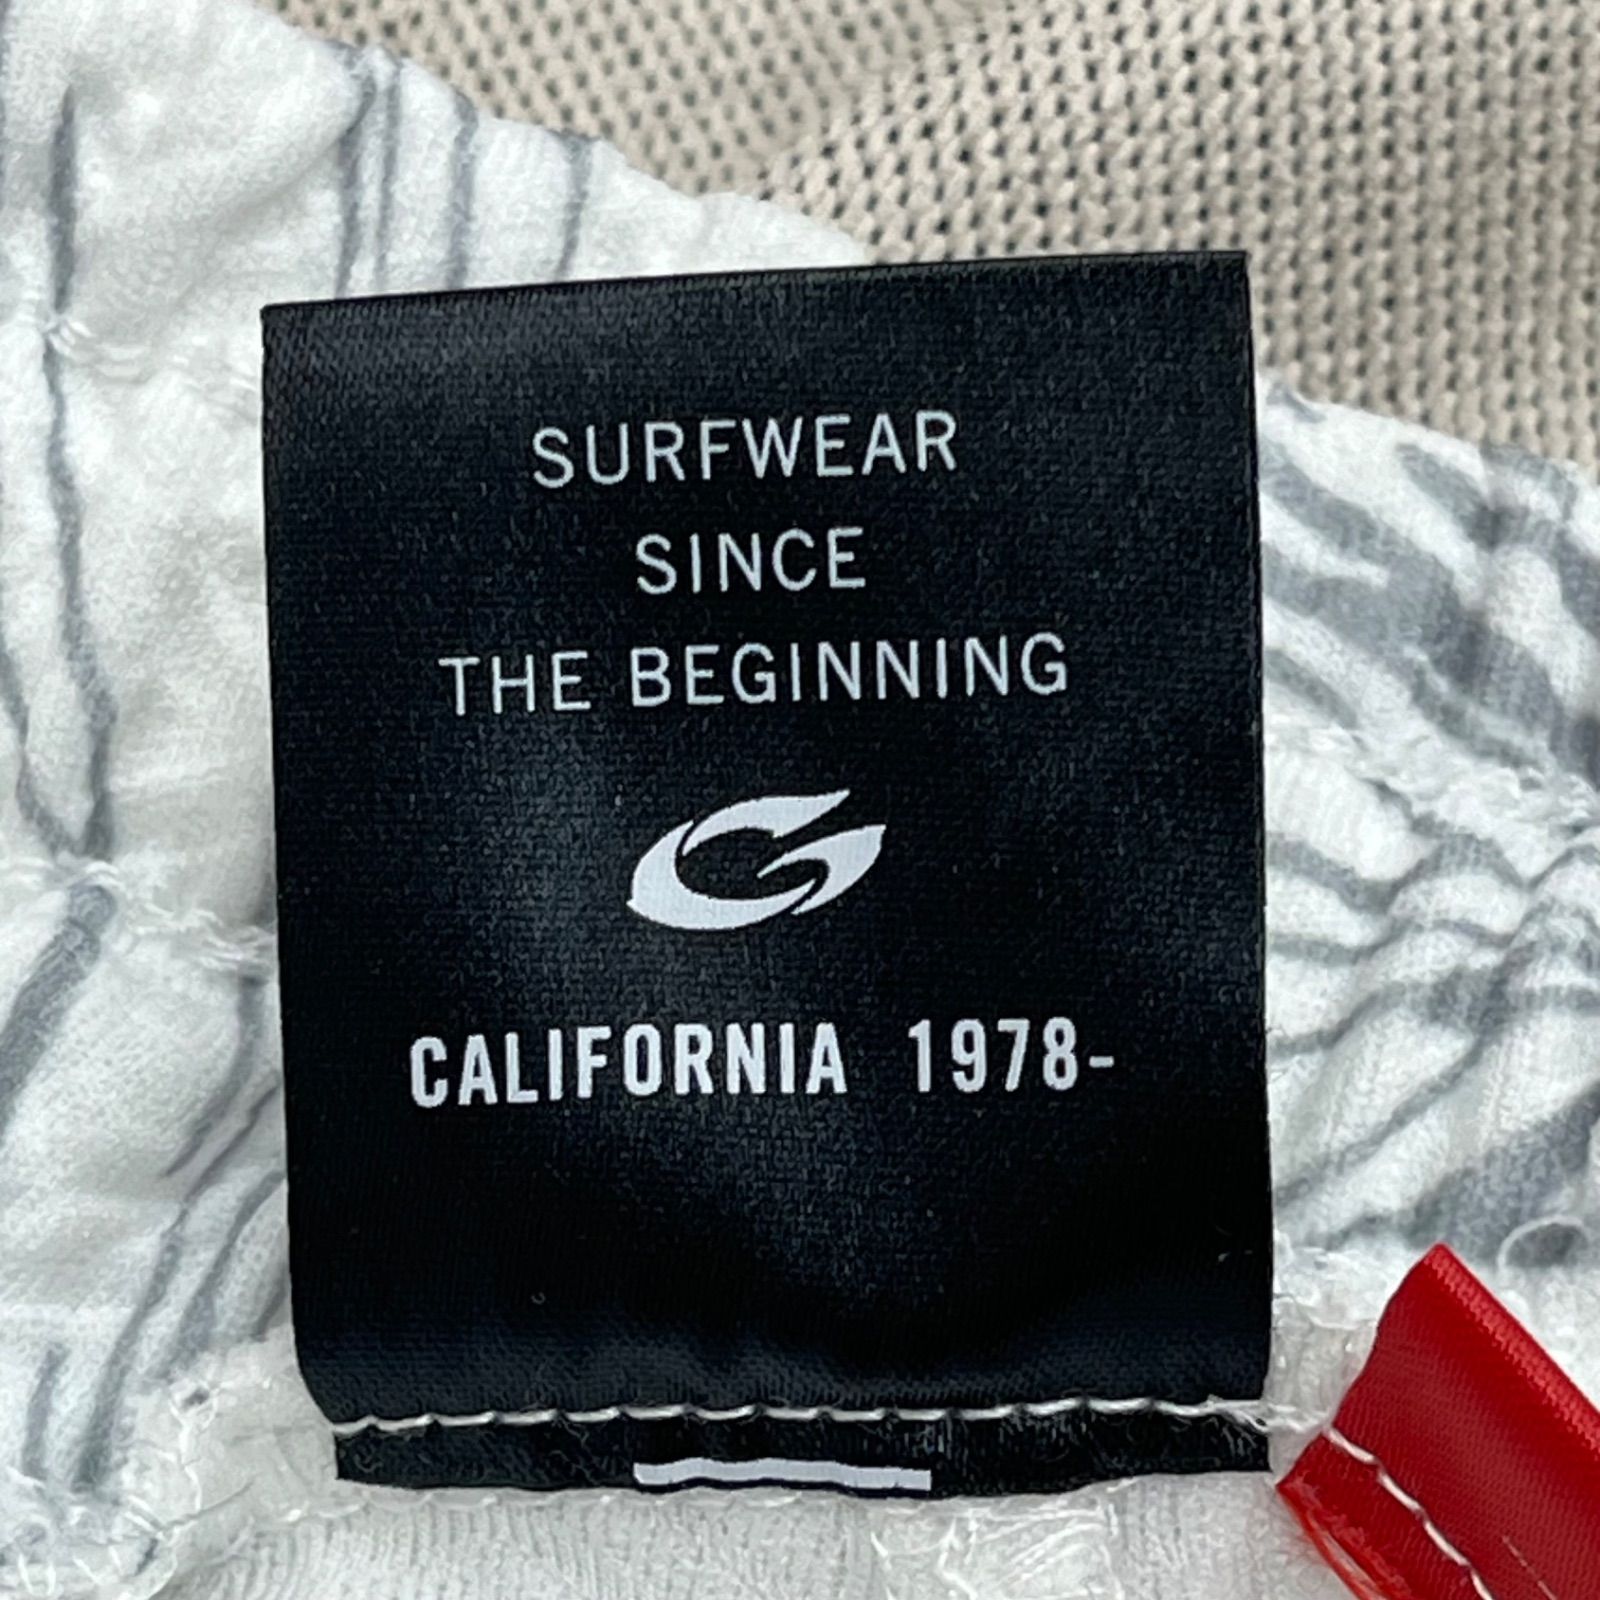 SURFWEAR
SINCE
THE BEGINNING
CALIFORNIA 1978-